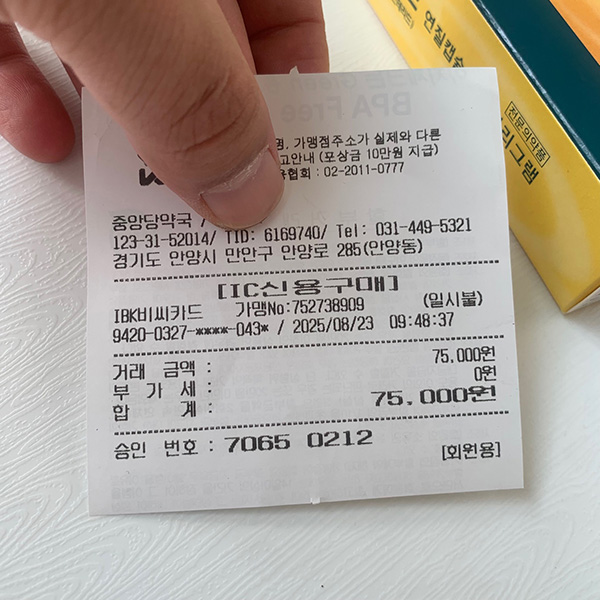 BPA Free
가맹점주소가 실제와 다른
고안내 (포상금 10만원 지급)
협회 : 02-2011-0777
중앙당약국 /
123-31-52014/ TID: 6169740/ Tel: 031-449-5321
경기도 안양시 만안구 안양로 285(안양동)
[IC신용구매]
IBK비씨카드 가맹No:752738909 (일시불)
9420-0327-****-043* / 2025/08/23 09:48:37
거래 금액 : 75,000원
부 가 세 : 0원
합 계 : 75,000원
승인 번호 : 7065 0212
[회원용]
연질캡슐
전문의약품
그램